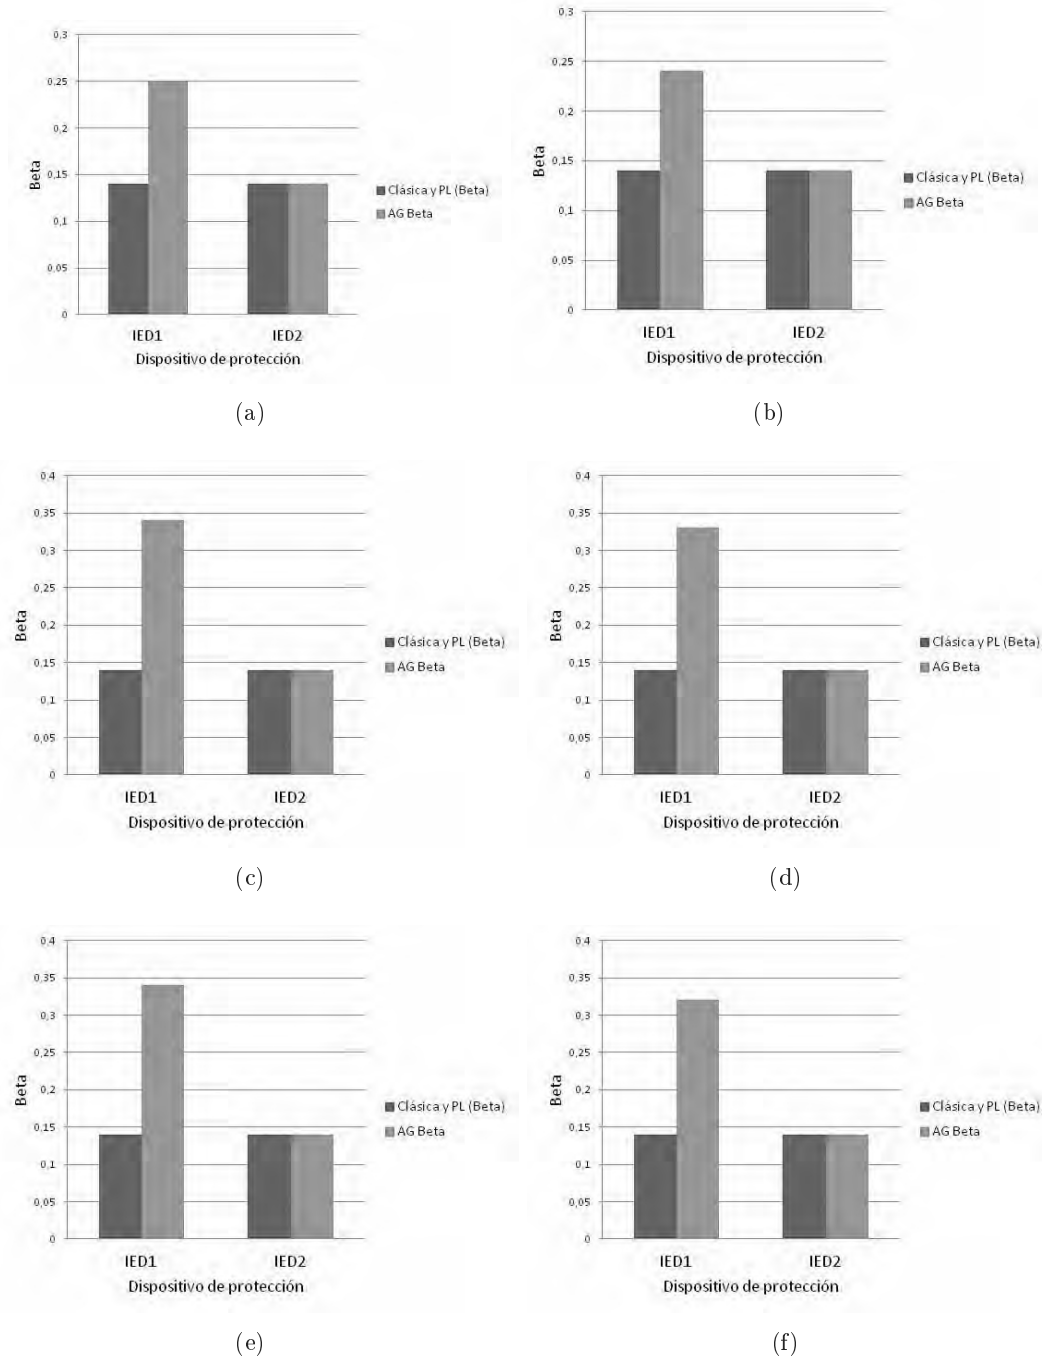 0,3
0,25
0,2
0,15
0,1
0,05
0
Beta
IED1 IED2
Dispositivo de protección
Clásica y PL (Beta)
AG Beta
(a)
0,3
0,25
0,2
0,15
0,1
0,05
0
Beta
IED1 IED2
Dispositivo de protección
Clásica y PL (Beta)
AG Beta
(b)
0,4
0,35
0,3
0,25
0,2
0,15
0,1
0,05
0
Beta
IED1 IED2
Dispositivo de protección
Clásica y PL (Beta)
AG Beta
(c)
0,4
0,35
0,3
0,25
0,2
0,15
0,1
0,05
0
Beta
IED1 IED2
Dispositivo de protección
Clásica y PL (Beta)
AG Beta
(d)
0,4
0,35
0,3
0,25
0,2
0,15
0,1
0,05
0
Beta
IED1 IED2
Dispositivo de protección
Clásica y PL (Beta)
AG Beta
(e)
0,4
0,35
0,3
0,25
0,2
0,15
0,1
0,05
0
Beta
IED1 IED2
Dispositivo de protección
Clásica y PL (Beta)
AG Beta
(f)